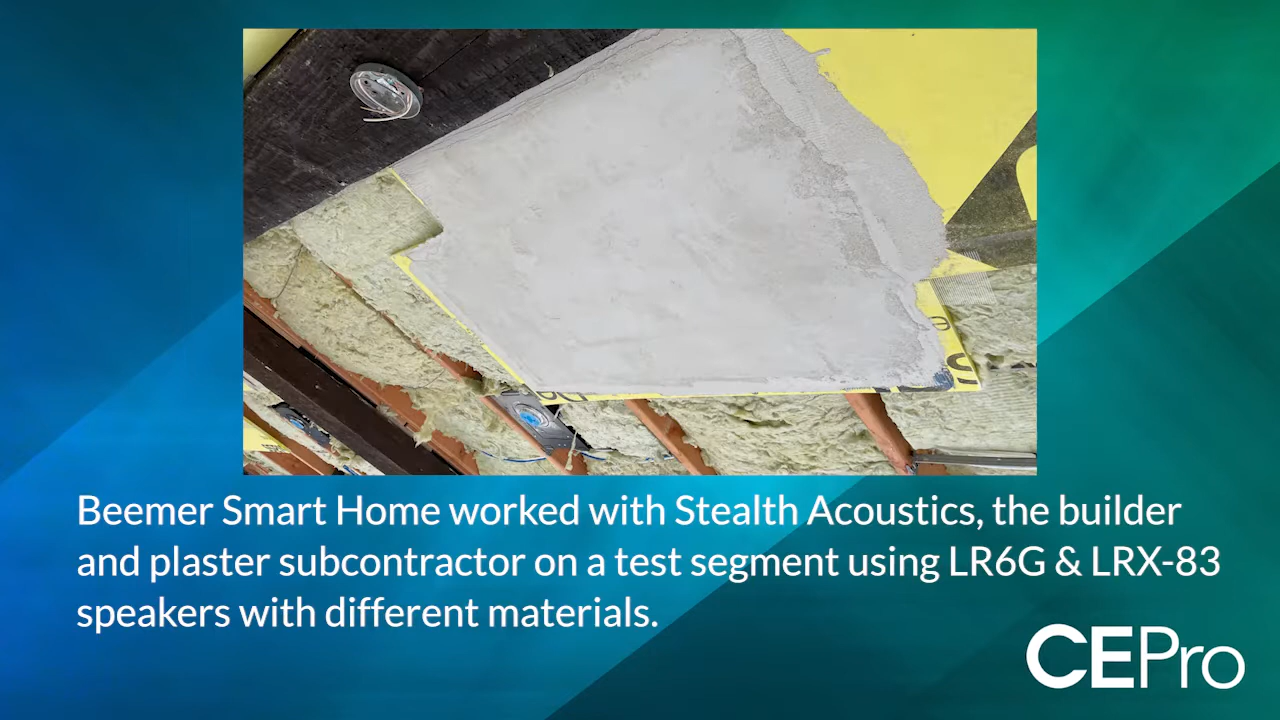 Beemer Smart Home worked with Stealth Acoustics, the builder
and plaster subcontractor on a test segment using LR6G & LRX-83
speakers with different materials.
CEPro